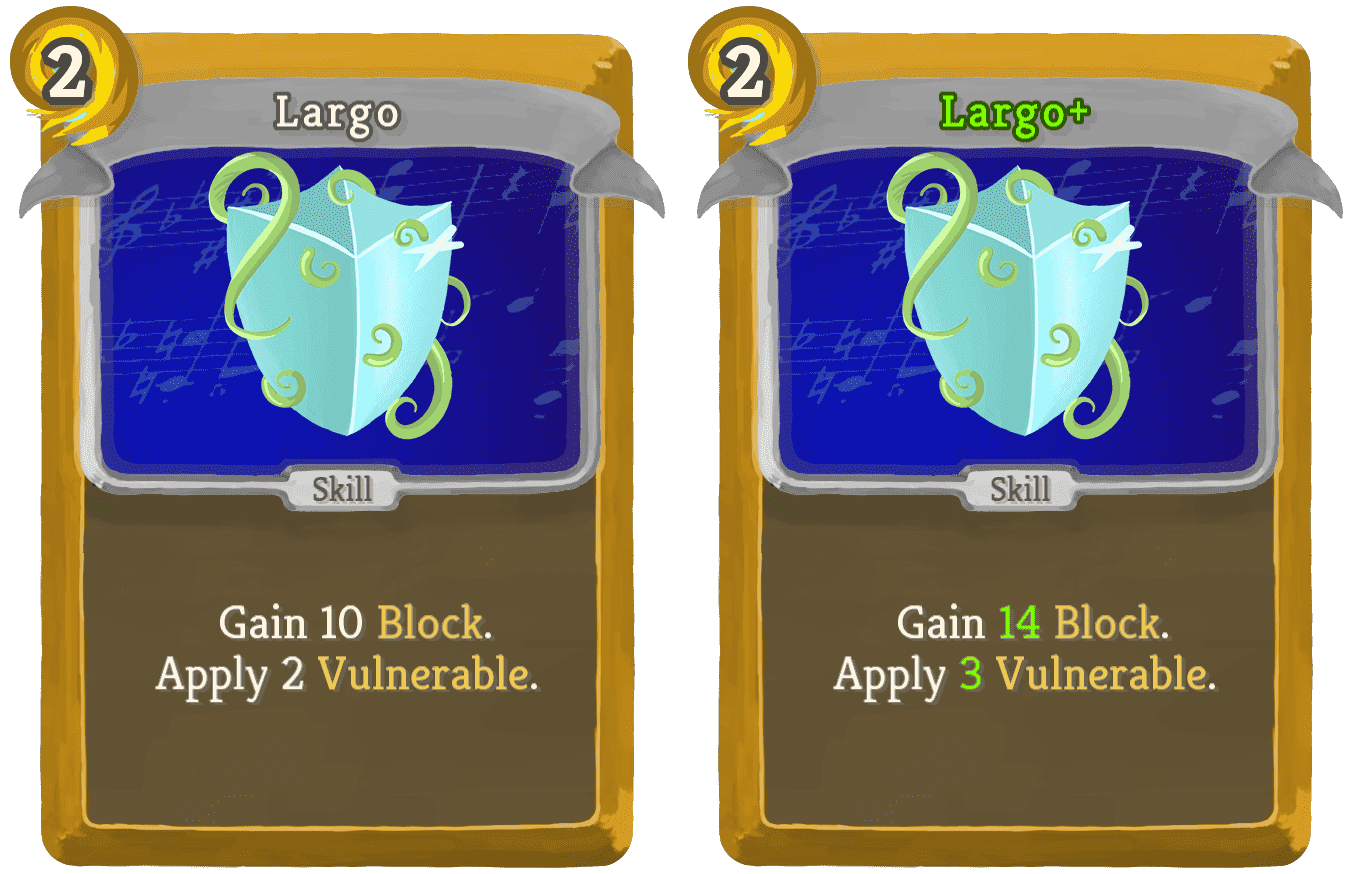 2
Largo
Skill
Gain 10 Block.
Apply 2 Vulnerable.
2
Largo+
Skill
Gain 14 Block.
Apply 3 Vulnerable.